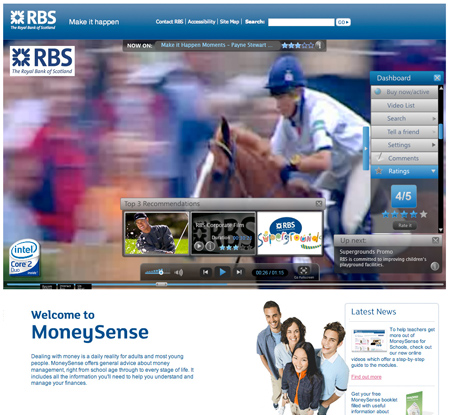 RBS
The Royal Bank of Scotland
Make it happen
Contact RBS | Accessibility | Site Map | Search: GO
NOW ON: Make it Happen Moments - Payne Stewart ...
RBS
The Royal Bank of Scotland
Dashboard
Buy now/active
Video List
Search
Tell a friend
Settings
Comments
Ratings
4/5
Rate it
Top 3 Recommendations
RBS Corporate Film
Duration
RBS
Supergrounds
Up next:
Supergrounds Promo
RBS is committed to improving children's
playground facilities.
intel
Core 2
Duo
inside
00:26 / 01:15
Go fullscreen
Welcome to
MoneySense
Dealing with money is a daily reality for adults and most young
people. MoneySense offers general advice about money
management, right from school age through to every stage of life. It
includes all the information you'll need to help you understand and
manage your finances.
Latest News
To help teachers get
more out of
MoneySense for
Schools, check out
our new online
videos which offer a step-by-step
guide to the modules.
Find out more
Get your free
MoneySense booklet
filled with useful
information about